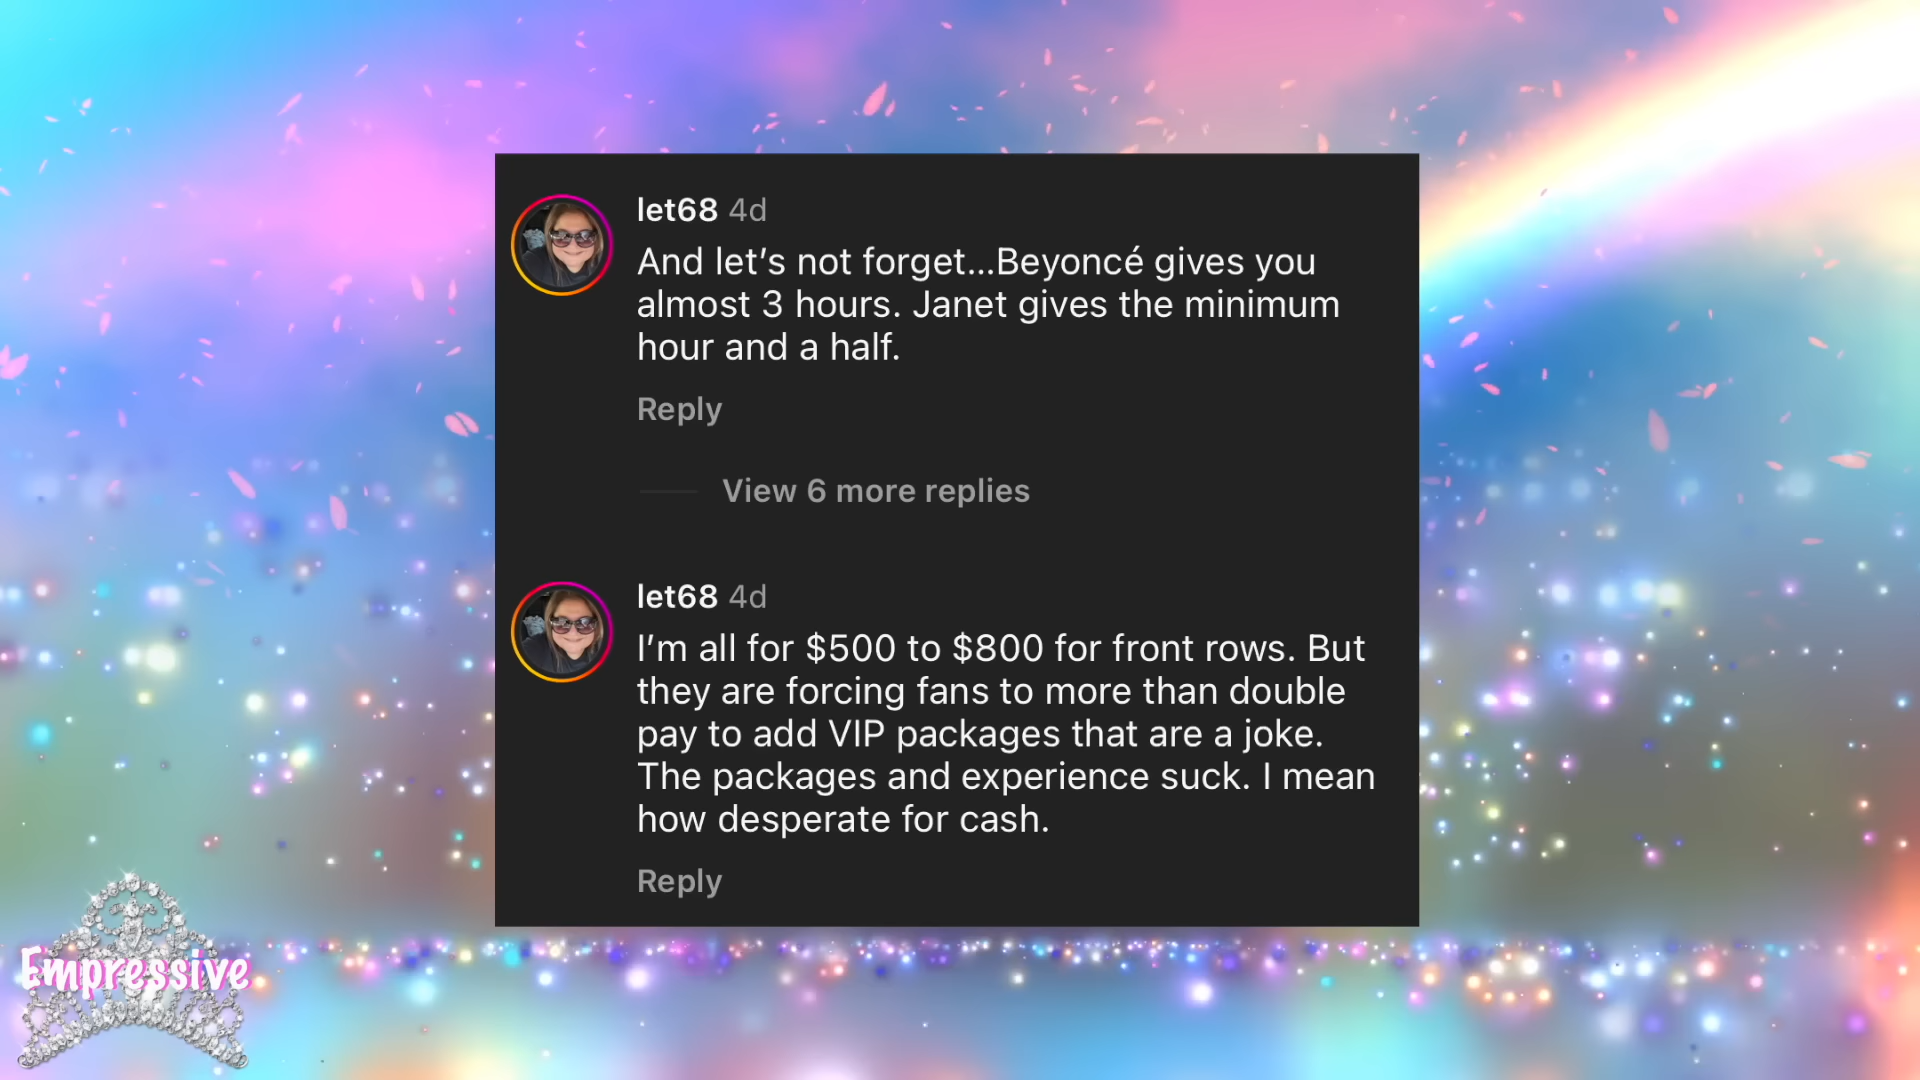 let68 4d
And let’s not forget...Beyoncé gives you
almost 3 hours. Janet gives the minimum
hour and a half.
Reply
View 6 more replies
let68 4d
I’m all for $500 to $800 for front rows. But
they are forcing fans to more than double
pay to add VIP packages that are a joke.
The packages and experience suck. I mean
how desperate for cash.
Reply
Empressive